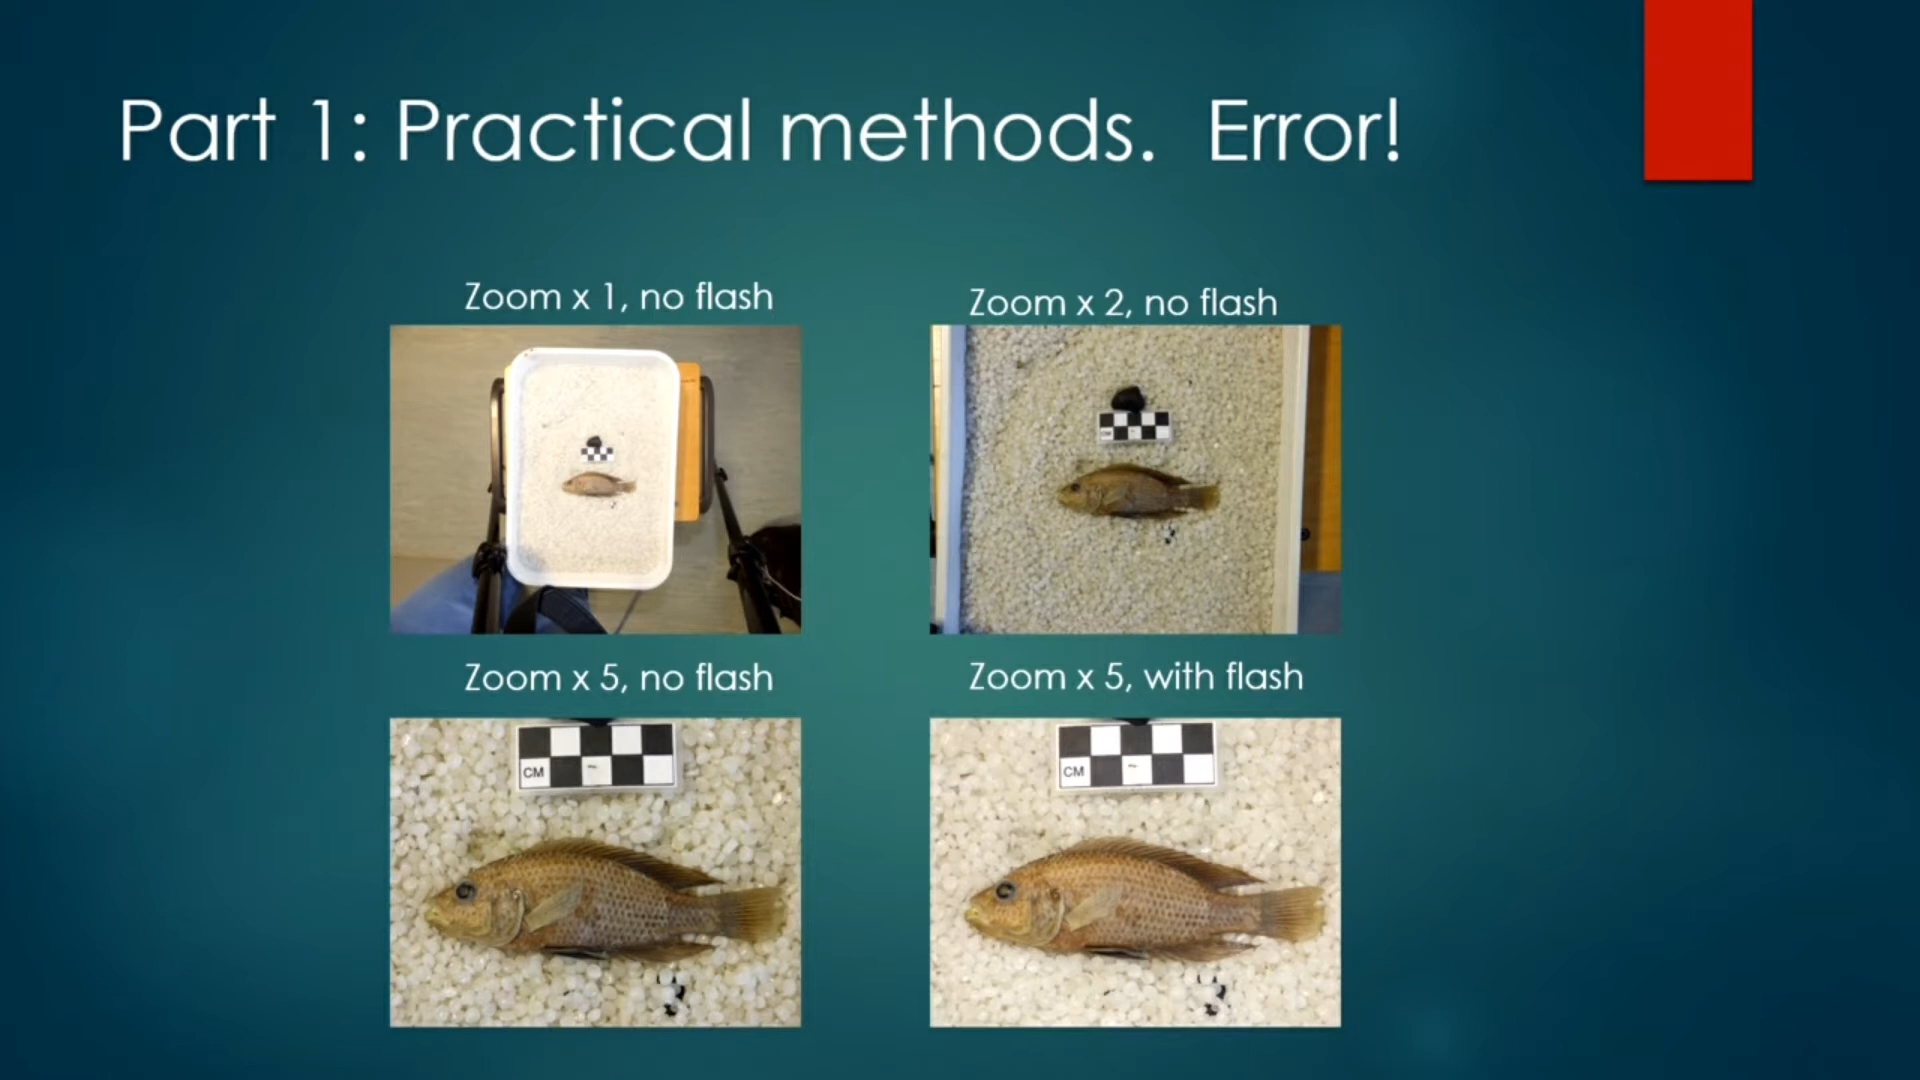 Part 1: Practical methods.  Error!
Zoom x 1, no flash
Zoom x 2, no flash
Zoom x 5, no flash
Zoom x 5, with flash
CM
CM
CM